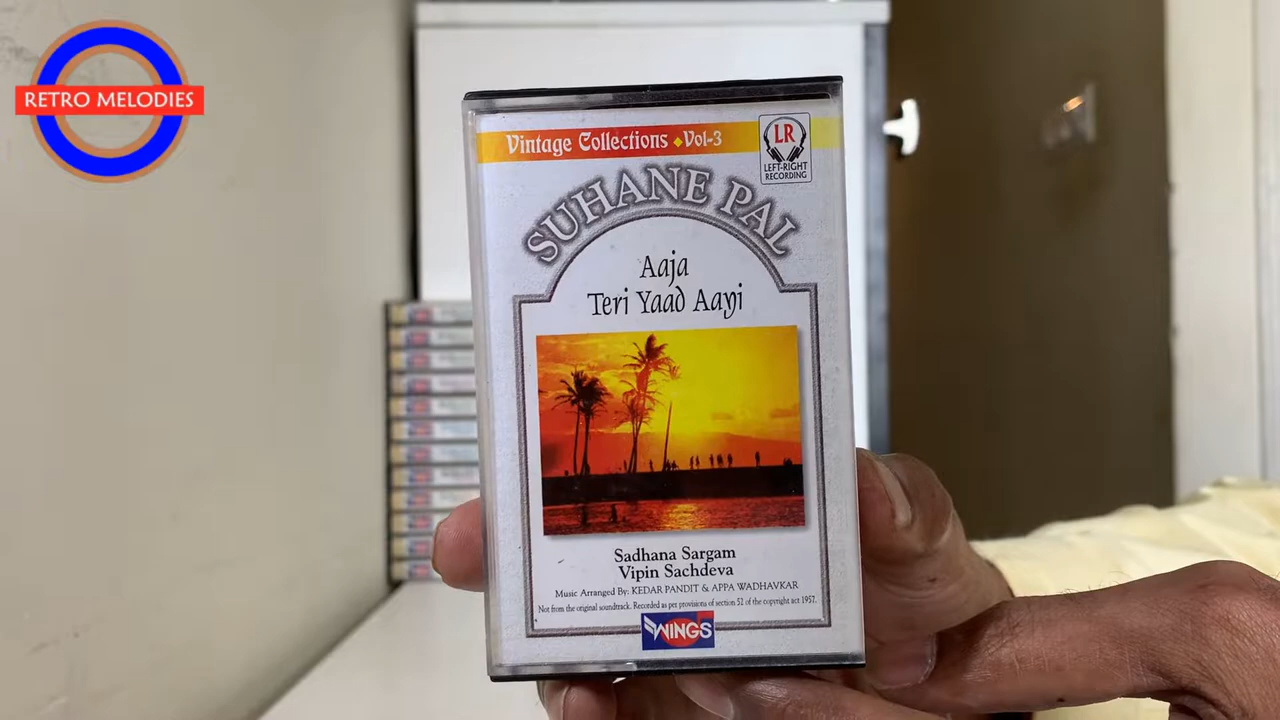 RETRO MELODIES
Vintage Collections Vol-3
LR
LEFT-RIGHT
RECORDING
SUHANE PAL
Aaja
Teri Yaad Aayi
Sadhana Sargam
Vipin Sachdeva
Music Arranged By: KEDAR PANDIT & APPA WADHAVKAR
Not from the original soundtrack. Recorded as per provisions of section 52 of the copyright act 1957.
WINGS